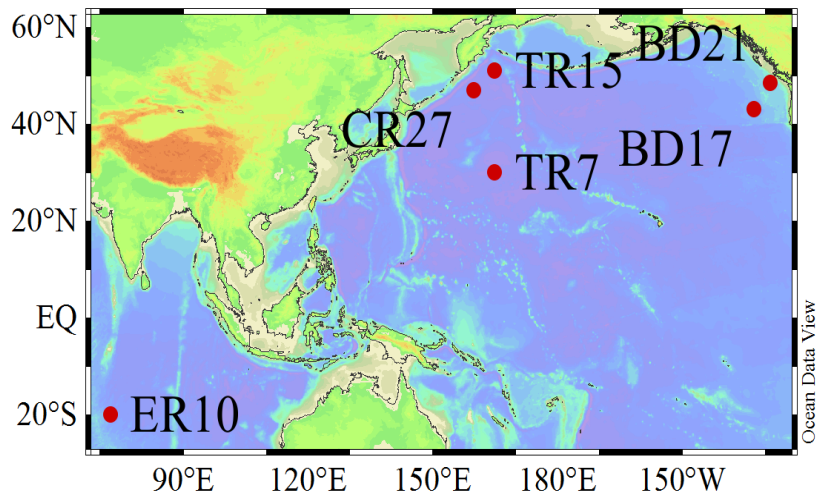 60°N
BD21
TR15
40°N
CR27
BD17
TR7
20°N
EQ
20°S
ER10
90°E 120°E 150°E 180°E 150°W
Ocean Data View